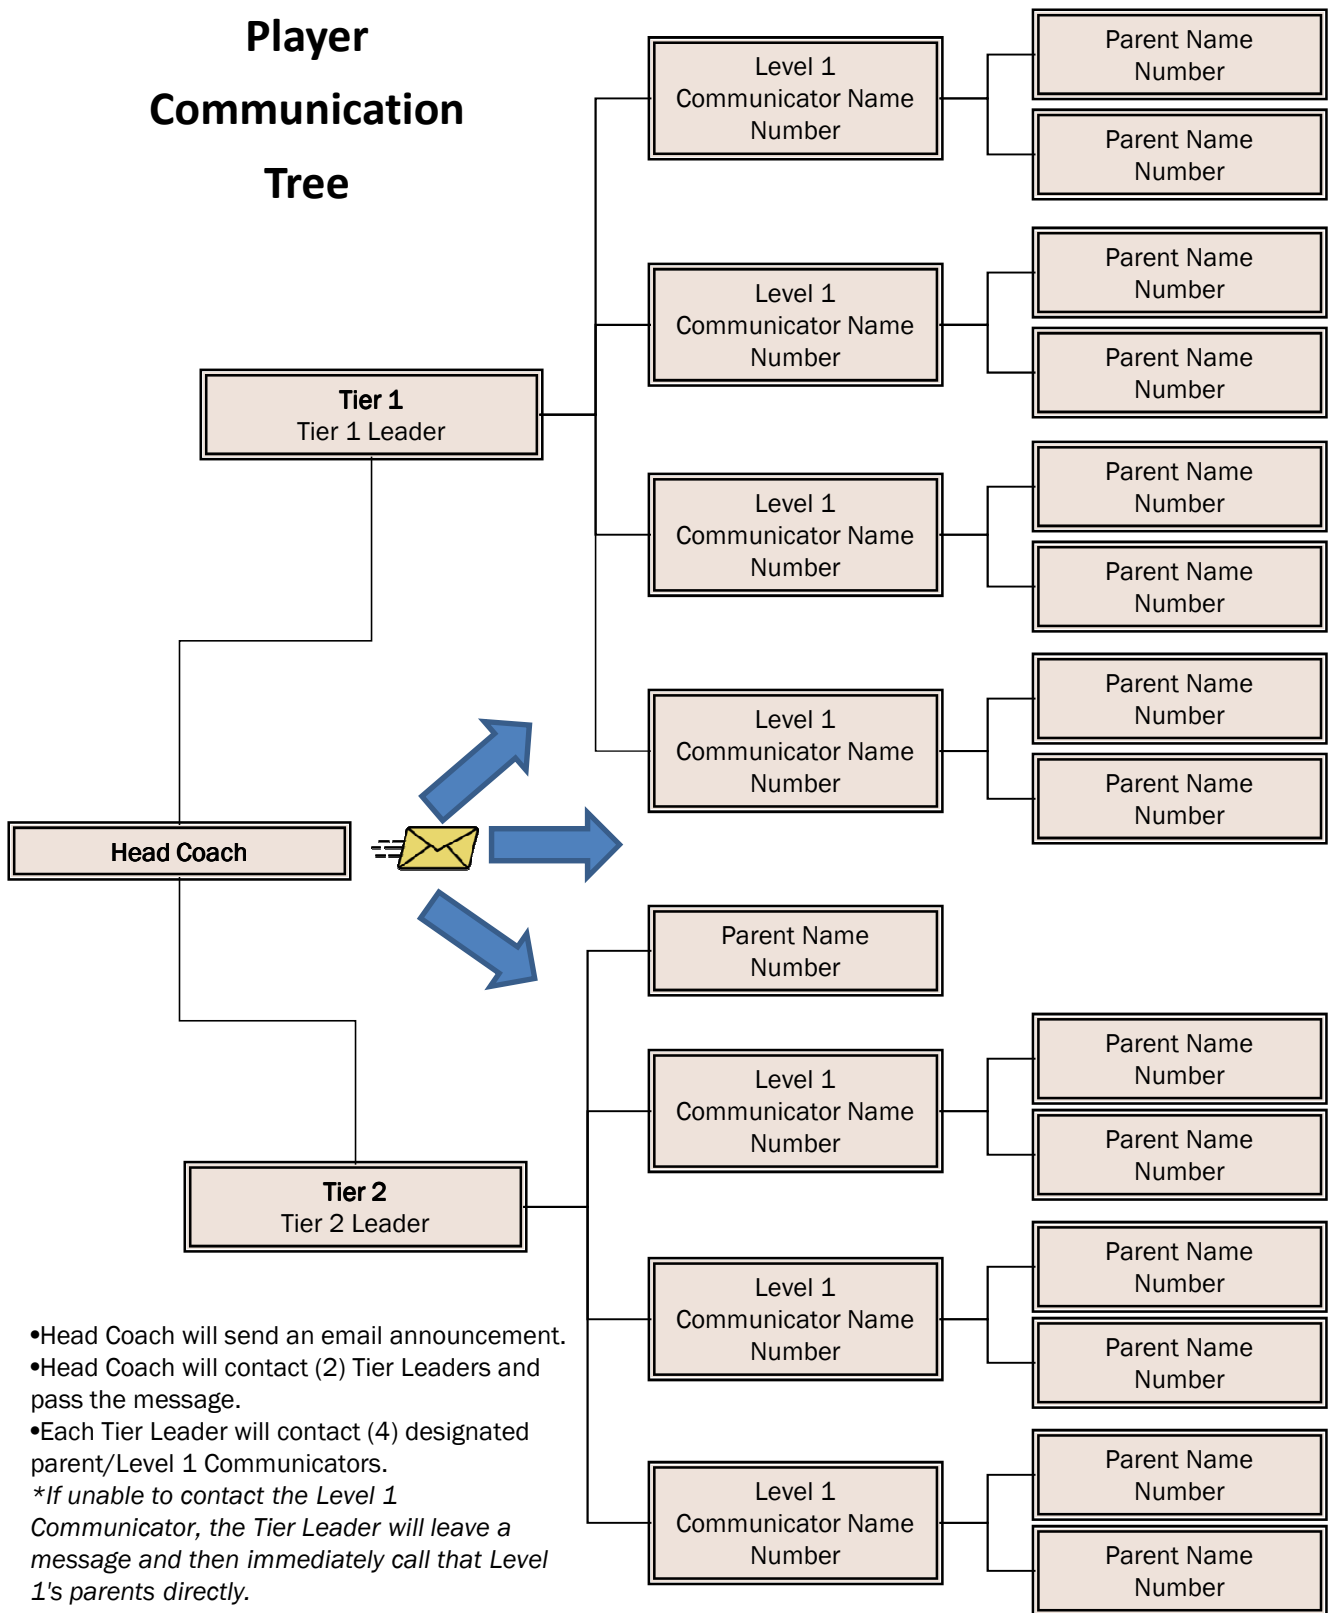 Player
Communication
Tree
Level 1
Communicator Name
Number
Parent Name
Number
Parent Name
Number
Level 1
Communicator Name
Number
Parent Name
Number
Parent Name
Number
Tier 1
Tier 1 Leader
Level 1
Communicator Name
Number
Parent Name
Number
Parent Name
Number
Level 1
Communicator Name
Number
Parent Name
Number
Parent Name
Number
Head Coach
Parent Name
Number
Level 1
Communicator Name
Number
Parent Name
Number
Parent Name
Number
Tier 2
Tier 2 Leader
Level 1
Communicator Name
Number
Parent Name
Number
Parent Name
Number
Level 1
Communicator Name
Number
Parent Name
Number
Parent Name
Number
•Head Coach will send an email announcement.
•Head Coach will contact (2) Tier Leaders and
pass the message.
•Each Tier Leader will contact (4) designated
parent/Level 1 Communicators.
*If unable to contact the Level 1
Communicator, the Tier Leader will leave a
message and then immediately call that Level
1's parents directly.